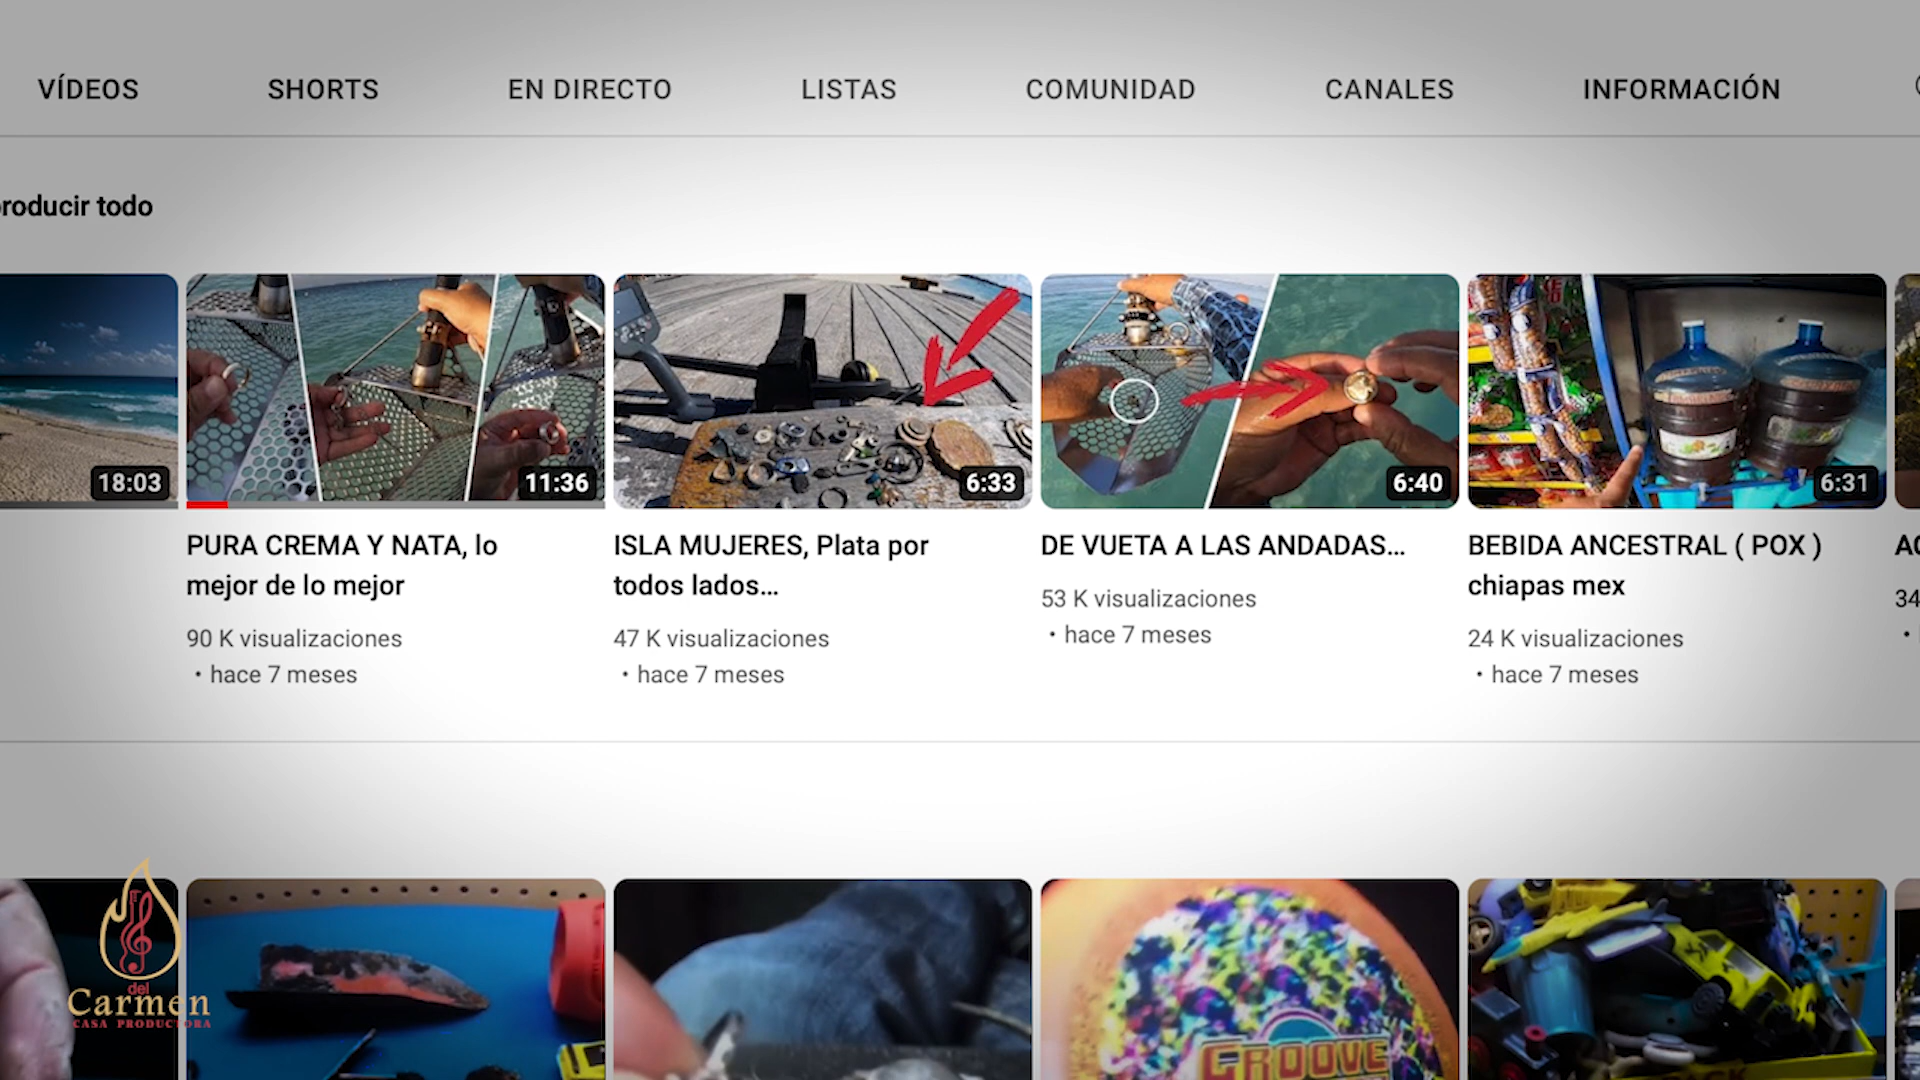 VÍDEOS
SHORTS
EN DIRECTO
LISTAS
COMUNIDAD
CANALES
INFORMACIÓN
roducir todo
18:03
11:36
6:33
6:40
6:31
PURA CREMA Y NATA, lo
mejor de lo mejor
90 K visualizaciones
• hace 7 meses
ISLA MUJERES, Plata por
todos lados...
47 K visualizaciones
• hace 7 meses
DE VUETA A LAS ANDADAS...
53 K visualizaciones
• hace 7 meses
BEBIDA ANCESTRAL ( POX )
chiapas mex
24 K visualizaciones
• hace 7 meses
34
•
del
Carmen
CASA PRODUCTORA
GROOVE